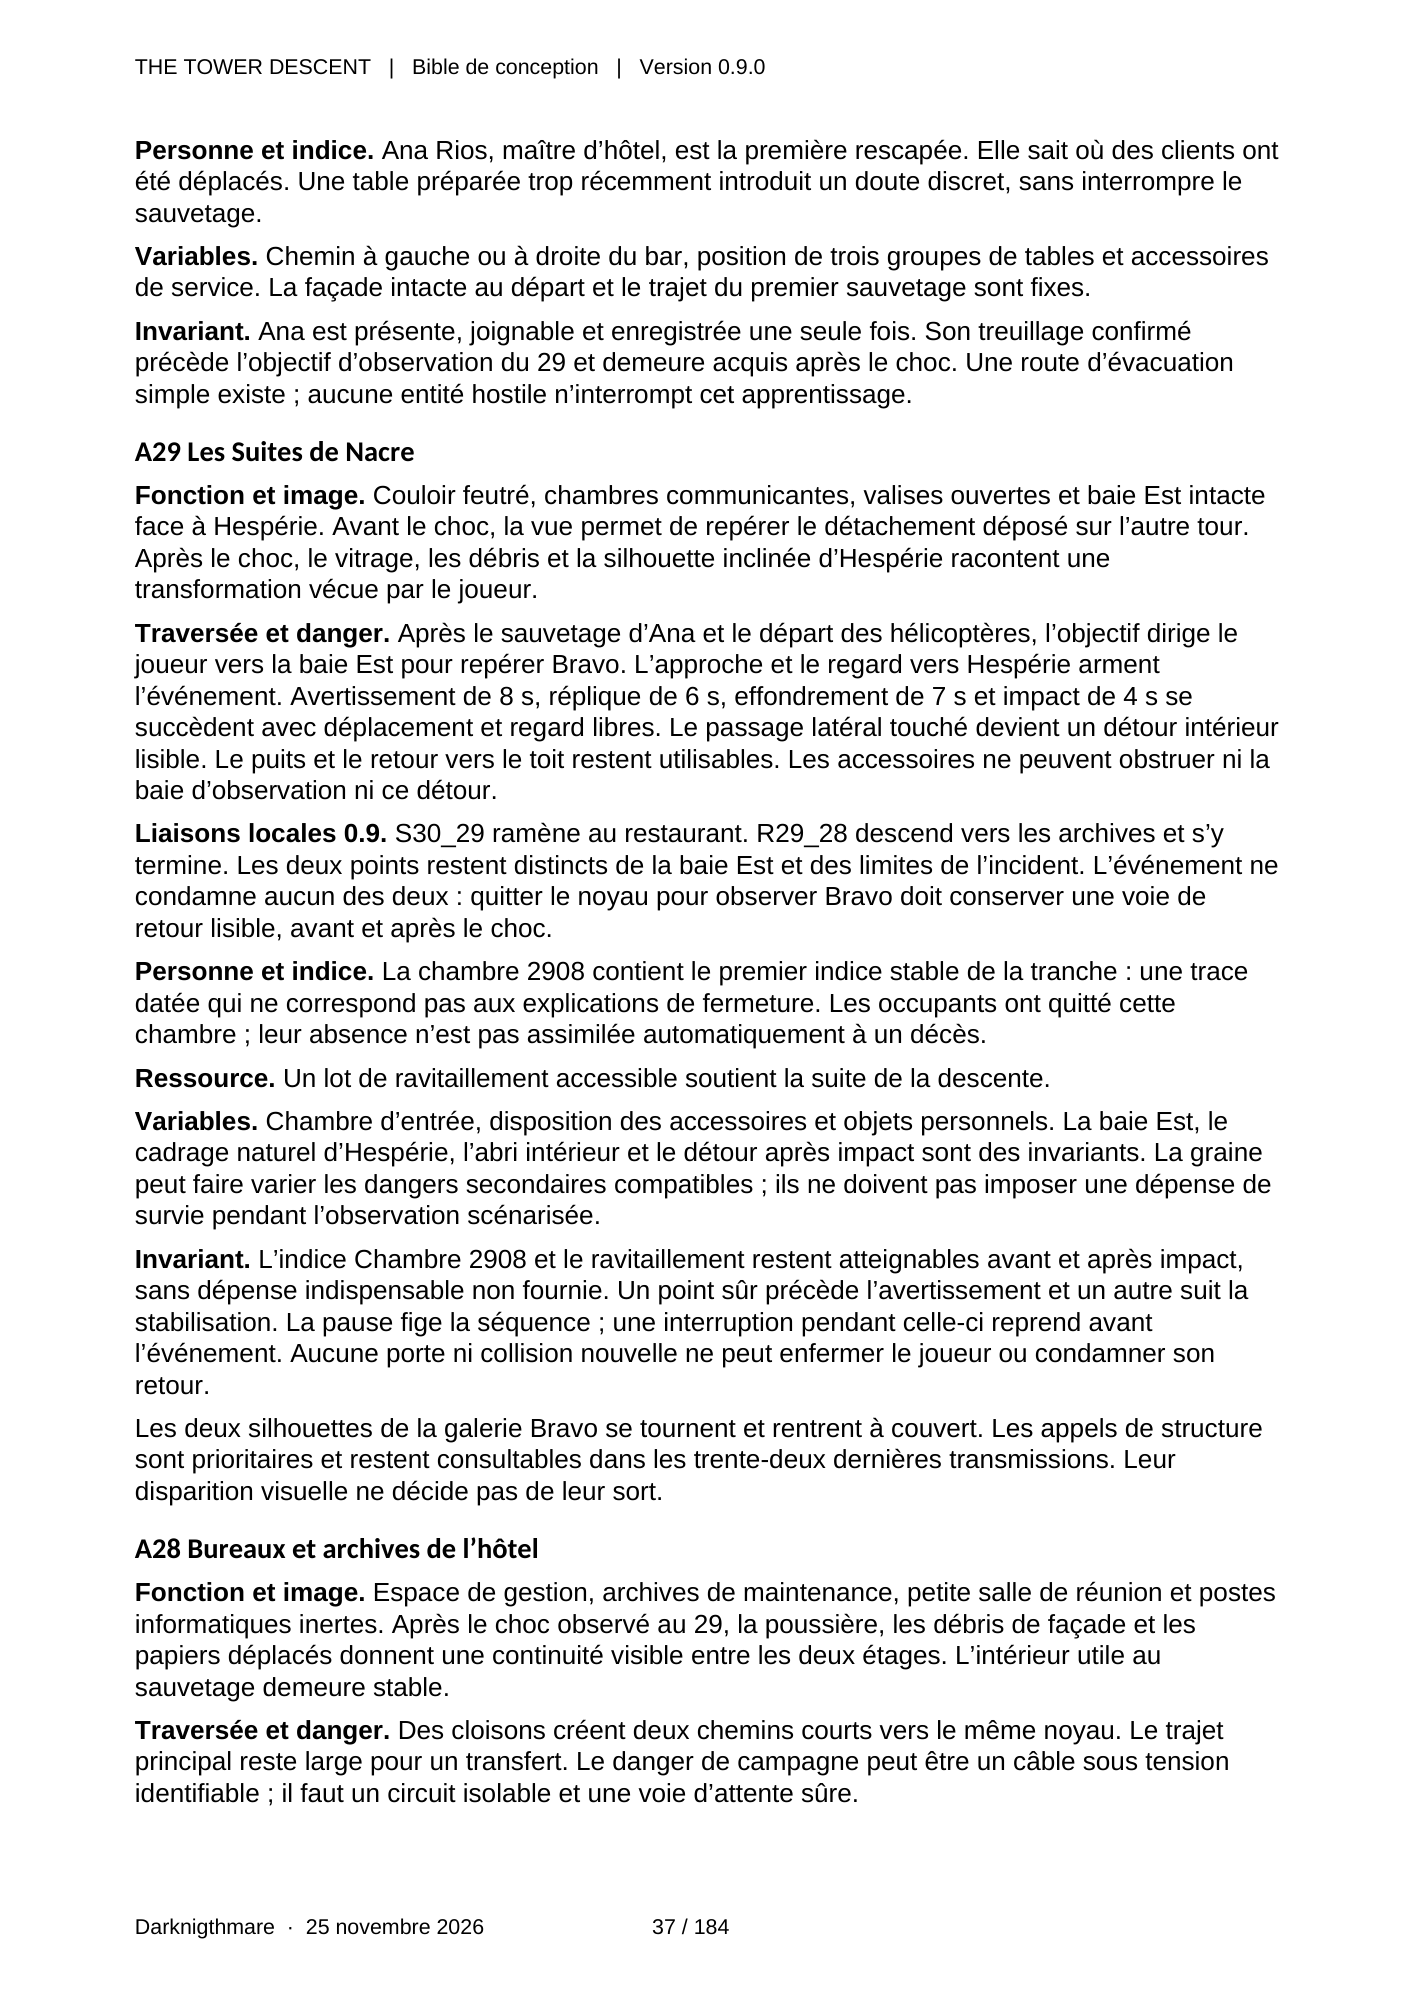 THE TOWER DESCENT | Bible de conception | Version 0.9.0
Personne et indice. Ana Rios, maître d’hôtel, est la première rescapée. Elle sait où des clients ont
été déplacés. Une table préparée trop récemment introduit un doute discret, sans interrompre le
sauvetage.
Variables. Chemin à gauche ou à droite du bar, position de trois groupes de tables et accessoires
de service. La façade intacte au départ et le trajet du premier sauvetage sont fixes.
Invariant. Ana est présente, joignable et enregistrée une seule fois. Son treuillage confirmé
précède l’objectif d’observation du 29 et demeure acquis après le choc. Une route d’évacuation
simple existe ; aucune entité hostile n’interrompt cet apprentissage.
A29 Les Suites de Nacre
Fonction et image. Couloir feutré, chambres communicantes, valises ouvertes et baie Est intacte
face à Hespérie. Avant le choc, la vue permet de repérer le détachement déposé sur l’autre tour.
Après le choc, le vitrage, les débris et la silhouette inclinée d’Hespérie racontent une
transformation vécue par le joueur.
Traversée et danger. Après le sauvetage d’Ana et le départ des hélicoptères, l’objectif dirige le
joueur vers la baie Est pour repérer Bravo. L’approche et le regard vers Hespérie arment
l’événement. Avertissement de 8 s, réplique de 6 s, effondrement de 7 s et impact de 4 s se
succèdent avec déplacement et regard libres. Le passage latéral touché devient un détour intérieur
lisible. Le puits et le retour vers le toit restent utilisables. Les accessoires ne peuvent obstruer ni la
baie d’observation ni ce détour.
Liaisons locales 0.9. S30_29 ramène au restaurant. R29_28 descend vers les archives et s’y
termine. Les deux points restent distincts de la baie Est et des limites de l’incident. L’événement ne
condamne aucun des deux : quitter le noyau pour observer Bravo doit conserver une voie de
retour lisible, avant et après le choc.
Personne et indice. La chambre 2908 contient le premier indice stable de la tranche : une trace
datée qui ne correspond pas aux explications de fermeture. Les occupants ont quitté cette
chambre ; leur absence n’est pas assimilée automatiquement à un décès.
Ressource. Un lot de ravitaillement accessible soutient la suite de la descente.
Variables. Chambre d’entrée, disposition des accessoires et objets personnels. La baie Est, le
cadrage naturel d’Hespérie, l’abri intérieur et le détour après impact sont des invariants. La graine
peut faire varier les dangers secondaires compatibles ; ils ne doivent pas imposer une dépense de
survie pendant l’observation scénarisée.
Invariant. L’indice Chambre 2908 et le ravitaillement restent atteignables avant et après impact,
sans dépense indispensable non fournie. Un point sûr précède l’avertissement et un autre suit la
stabilisation. La pause fige la séquence ; une interruption pendant celle-ci reprend avant
l’événement. Aucune porte ni collision nouvelle ne peut enfermer le joueur ou condamner son
retour.
Les deux silhouettes de la galerie Bravo se tournent et rentrent à couvert. Les appels de structure
sont prioritaires et restent consultables dans les trente-deux dernières transmissions. Leur
disparition visuelle ne décide pas de leur sort.
A28 Bureaux et archives de l’hôtel
Fonction et image. Espace de gestion, archives de maintenance, petite salle de réunion et postes
informatiques inertes. Après le choc observé au 29, la poussière, les débris de façade et les
papiers déplacés donnent une continuité visible entre les deux étages. L’intérieur utile au
sauvetage demeure stable.
Traversée et danger. Des cloisons créent deux chemins courts vers le même noyau. Le trajet
principal reste large pour un transfert. Le danger de campagne peut être un câble sous tension
identifiable ; il faut un circuit isolable et une voie d’attente sûre.
Darknigthmare · 25 novembre 2026 37 / 184